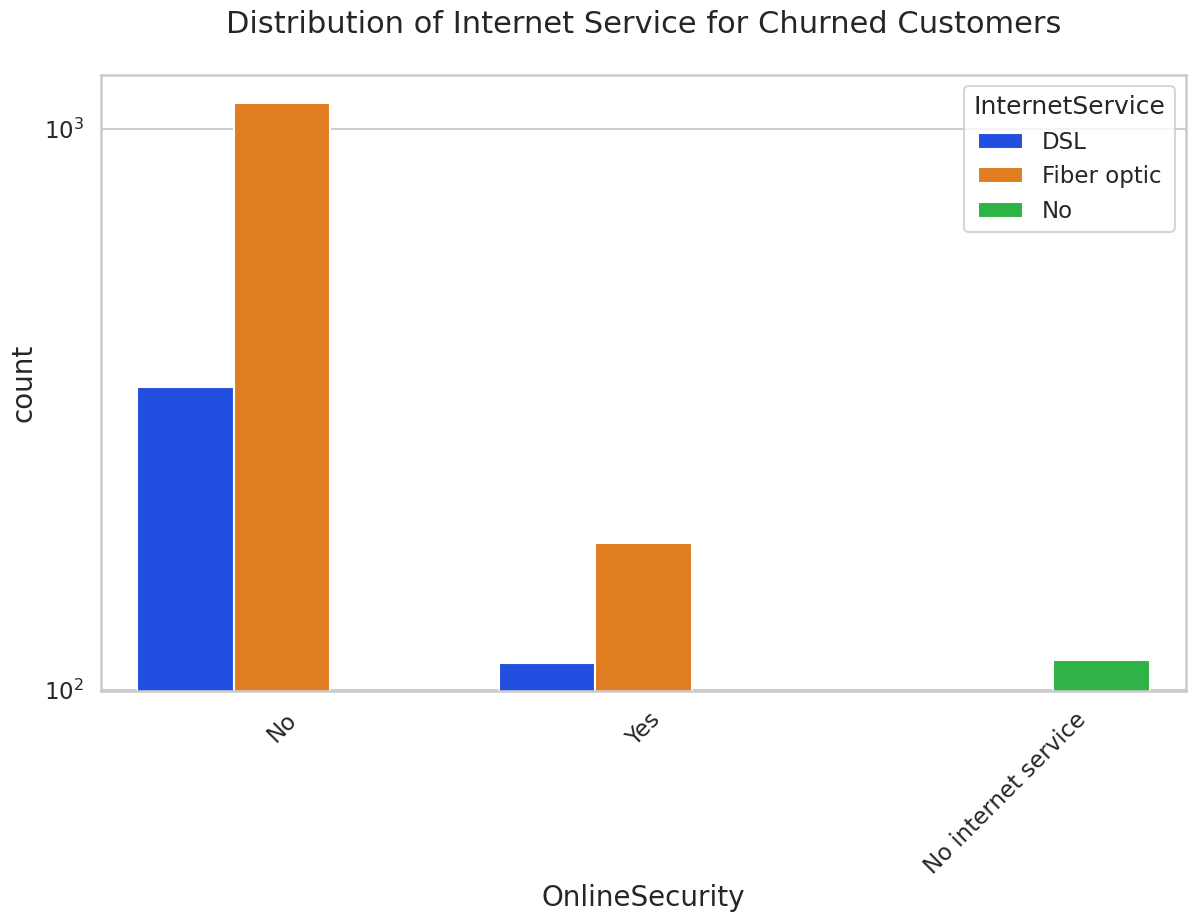 Distribution of Internet Service for Churned Customers
InternetService
DSL
Fiber optic
No
10³
10²
count
No
Yes
No internet service
OnlineSecurity